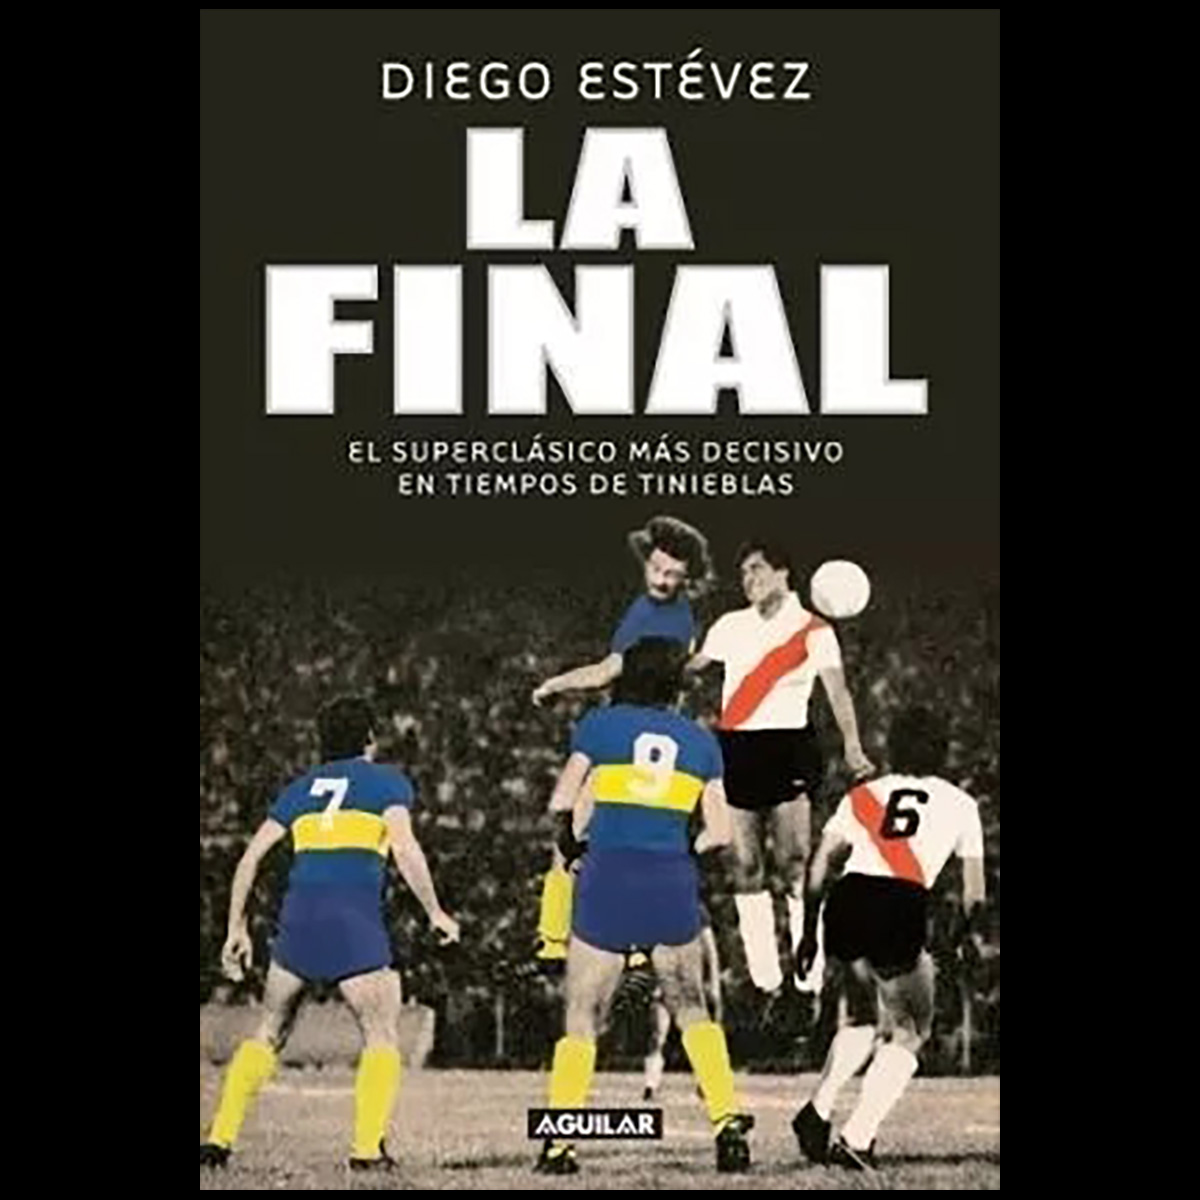 DIEGO ESTÉVEZ
LA
FINAL
EL SUPERCLÁSICO MÁS DECISIVO
EN TIEMPOS DE TINIEBLAS
7
9
6
AGUILAR